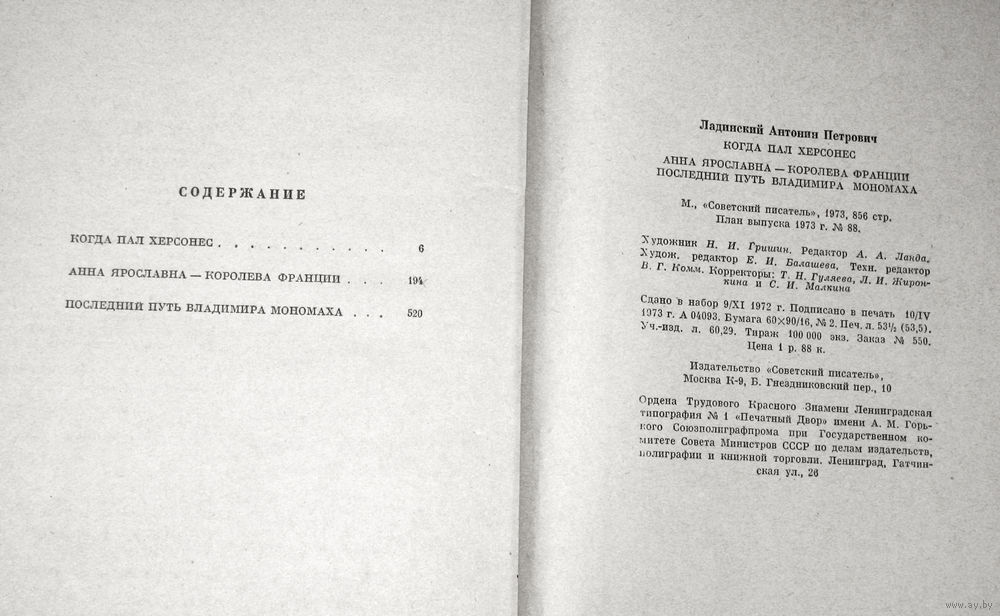 СОДЕРЖАНИЕ
КОГДА ПАЛ ХЕРСОНЕС . . . . . . . . . . . 6
АННА ЯРОСЛАВНА — КОРОЛЕВА ФРАНЦИИ . . . 194
ПОСЛЕДНИЙ ПУТЬ ВЛАДИМИРА МОНОМАХА . . . 520
Ладинский Антонин Петрович
КОГДА ПАЛ ХЕРСОНЕС
АННА ЯРОСЛАВНА — КОРОЛЕВА ФРАНЦИИ
ПОСЛЕДНИЙ ПУТЬ ВЛАДИМИРА МОНОМАХА
М., «Советский писатель», 1973, 856 стр.
План выпуска 1973 г. № 88.
Художник Н. И. Гришин. Редактор А. А. Ланда.
Худож. редактор Е. И. Балашева. Техн. редактор
В. Г. Комм. Корректоры: Т. Н. Гуляева, Л. И. Жирон-
кина и С. И. Малкина
Сдано в набор 9/XI 1972 г. Подписано в печать 10/IV
1973 г. А 04093. Бумага 60×90/16, № 2. Печ. л. 53½ (53,5).
Уч.-изд. л. 60,29. Тираж 100 000 экз. Заказ № 550.
Цена 1 р. 88 к.
Издательство «Советский писатель»,
Москва К-9, Б. Гнездниковский пер., 10
Ордена Трудового Красного Знамени Ленинградская
типография № 1 «Печатный Двор» имени А. М. Горь-
кого Союзполиграфпрома при Государственном ко-
митете Совета Министров СССР по делам издательств,
полиграфии и книжной торговли. Ленинград, Гатчин-
ская ул., 26
www.ay.by